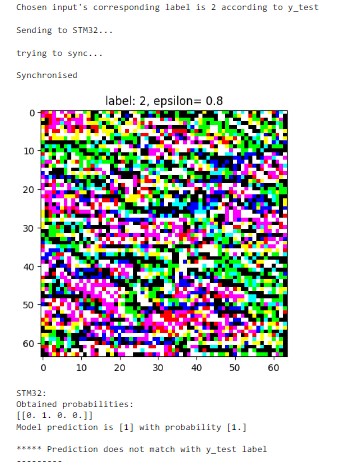 Chosen input's corresponding label is 2 according to y_test
Sending to STM32...
trying to sync...
Synchronised
label: 2, epsilon= 0.8
0
10
20
30
40
50
60
0 10 20 30 40 50 60
STM32:
Obtained probabilities:
[[0. 1. 0. 0.]]
Model prediction is [1] with probability [1.]
***** Prediction does not match with y_test label
---------